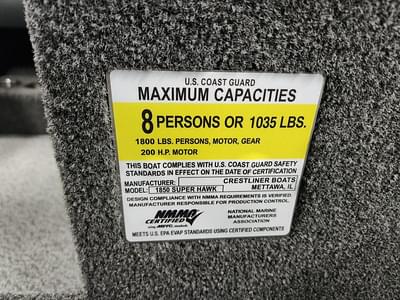 U.S. COAST GUARD
MAXIMUM CAPACITIES
8 PERSONS OR 1035 LBS.
1800 LBS. PERSONS, MOTOR, GEAR
200 H.P. MOTOR
THIS BOAT COMPLIES WITH U.S. COAST GUARD SAFETY
STANDARDS IN EFFECT ON THE DATE OF CERTIFICATION
MANUFACTURER: CRESTLINER BOATS
MODEL: 1850 SUPER HAWK METTAWA, IL
DESIGN COMPLIANCE WITH NMMA REQUIREMENTS IS VERIFIED.
MANUFACTURER RESPONSIBLE FOR PRODUCTION CONTROL.
NMMA
CERTIFIED
using ABYC standards
NATIONAL MARINE
MANUFACTURERS
ASSOCIATION
MEETS U.S. EPA EVAP STANDARDS USING CERTIFIED COMPONENTS